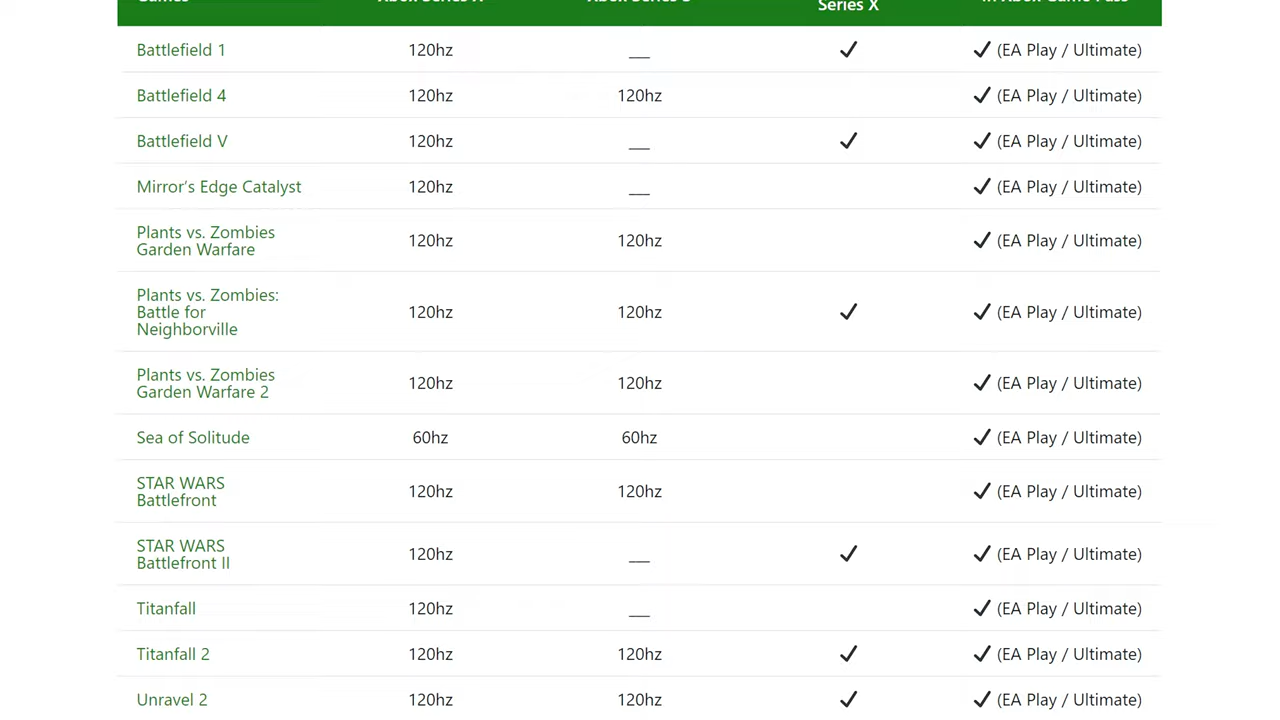 Series X
Battlefield 1 120hz __ ✓ ✓ (EA Play / Ultimate)
Battlefield 4 120hz 120hz ✓ (EA Play / Ultimate)
Battlefield V 120hz __ ✓ ✓ (EA Play / Ultimate)
Mirror’s Edge Catalyst 120hz __ ✓ (EA Play / Ultimate)
Plants vs. Zombies
Garden Warfare 120hz 120hz ✓ (EA Play / Ultimate)
Plants vs. Zombies:
Battle for 120hz 120hz ✓ ✓ (EA Play / Ultimate)
Neighborville
Plants vs. Zombies
Garden Warfare 2 120hz 120hz ✓ (EA Play / Ultimate)
Sea of Solitude 60hz 60hz ✓ (EA Play / Ultimate)
STAR WARS
Battlefront 120hz 120hz ✓ (EA Play / Ultimate)
STAR WARS
Battlefront II 120hz __ ✓ ✓ (EA Play / Ultimate)
Titanfall 120hz __ ✓ (EA Play / Ultimate)
Titanfall 2 120hz 120hz ✓ ✓ (EA Play / Ultimate)
Unravel 2 120hz 120hz ✓ ✓ (EA Play / Ultimate)